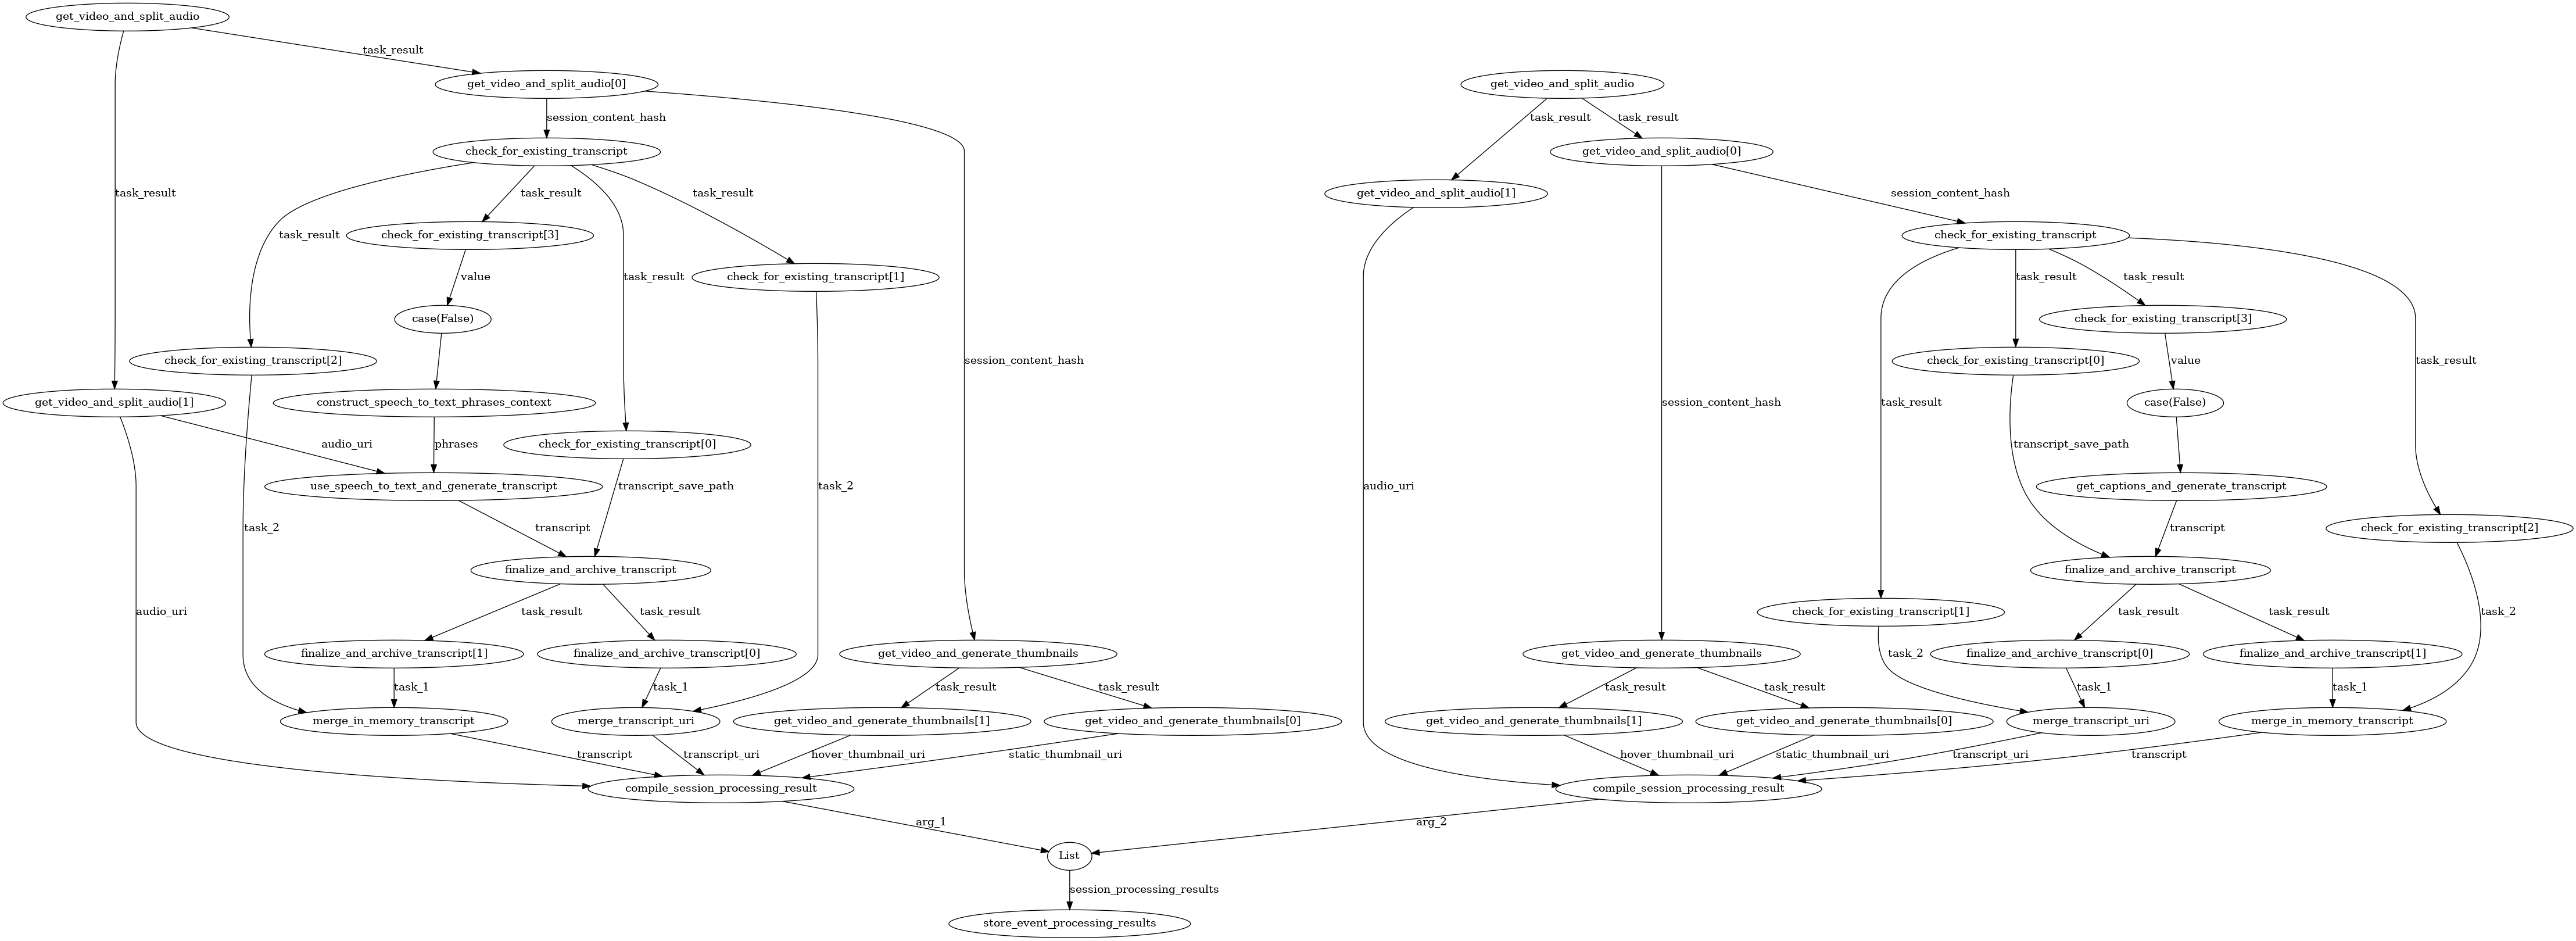 get_video_and_split_audio
task_result
get_video_and_split_audio[0]
get_video_and_split_audio
session_content_hash
task_result
task_result
check_for_existing_transcript
get_video_and_split_audio[0]
task_result
task_result
task_result
get_video_and_split_audio[1]
session_content_hash
task_result
check_for_existing_transcript[3]
check_for_existing_transcript
value
task_result
check_for_existing_transcript[1]
task_result
task_result
case(False)
check_for_existing_transcript[3]
check_for_existing_transcript[2]
session_content_hash
check_for_existing_transcript[0]
value
task_result
get_video_and_split_audio[1]
construct_speech_to_text_phrases_context
session_content_hash
task_result
case(False)
audio_uri
phrases
check_for_existing_transcript[0]
transcript_save_path
use_speech_to_text_and_generate_transcript
transcript_save_path
task_2
audio_uri
get_captions_and_generate_transcript
task_2
transcript
transcript
check_for_existing_transcript[2]
finalize_and_archive_transcript
finalize_and_archive_transcript
audio_uri
task_result
task_result
check_for_existing_transcript[1]
task_result
task_result
task_2
finalize_and_archive_transcript[1]
finalize_and_archive_transcript[0]
get_video_and_generate_thumbnails
get_video_and_generate_thumbnails
task_2
finalize_and_archive_transcript[0]
finalize_and_archive_transcript[1]
task_1
task_1
task_result
task_result
task_result
task_result
task_1
task_1
merge_in_memory_transcript
merge_transcript_uri
get_video_and_generate_thumbnails[1]
get_video_and_generate_thumbnails[0]
get_video_and_generate_thumbnails[1]
get_video_and_generate_thumbnails[0]
merge_transcript_uri
merge_in_memory_transcript
transcript
transcript_uri
hover_thumbnail_uri
static_thumbnail_uri
hover_thumbnail_uri
static_thumbnail_uri
transcript_uri
transcript
compile_session_processing_result
compile_session_processing_result
arg_1
arg_2
List
session_processing_results
store_event_processing_results